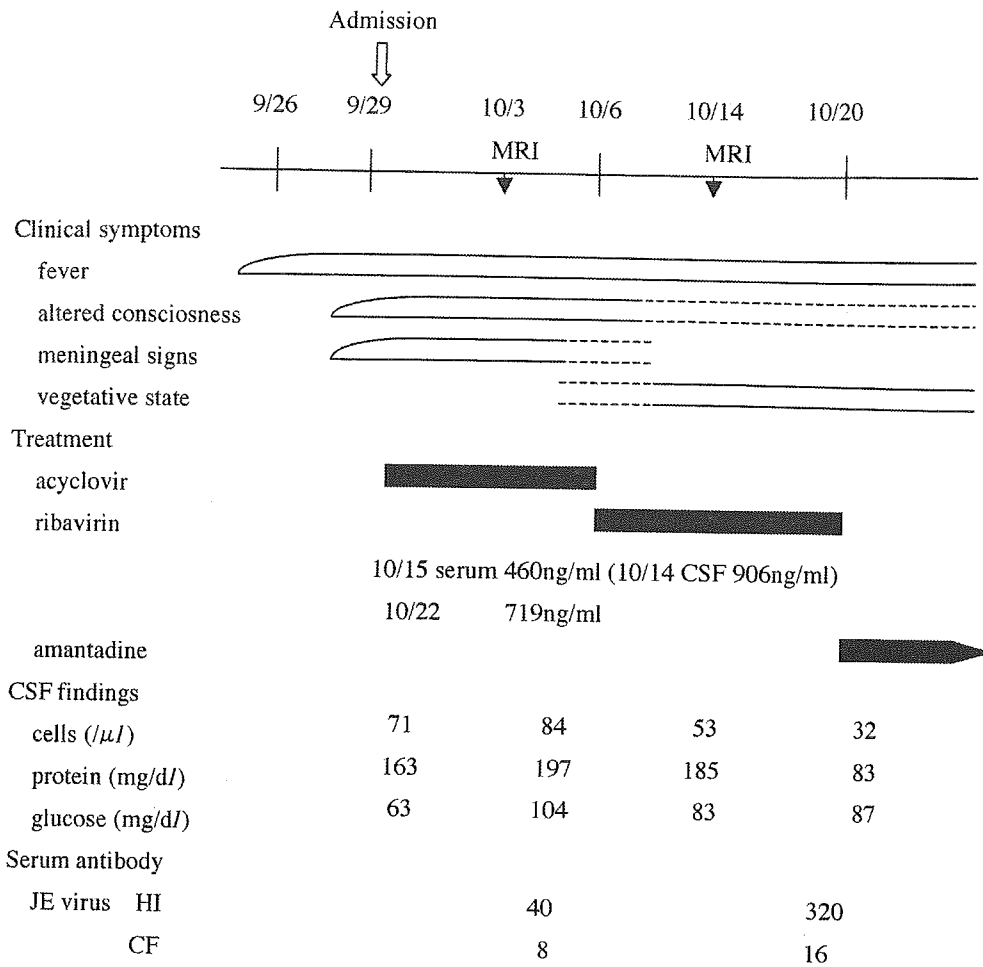 Admission
9/26 9/29 10/3 10/6 10/14 10/20
MRI MRI
Clinical symptoms
fever
altered consciosness
meningeal signs
vegetative state
Treatment
acyclovir
ribavirin
10/15 serum 460ng/ml (10/14 CSF 906ng/ml)
10/22 719ng/ml
amantadine
CSF findings
cells (/μl) 71 84 53 32
protein (mg/dl) 163 197 185 83
glucose (mg/dl) 63 104 83 87
Serum antibody
JE virus HI 40 320
CF 8 16